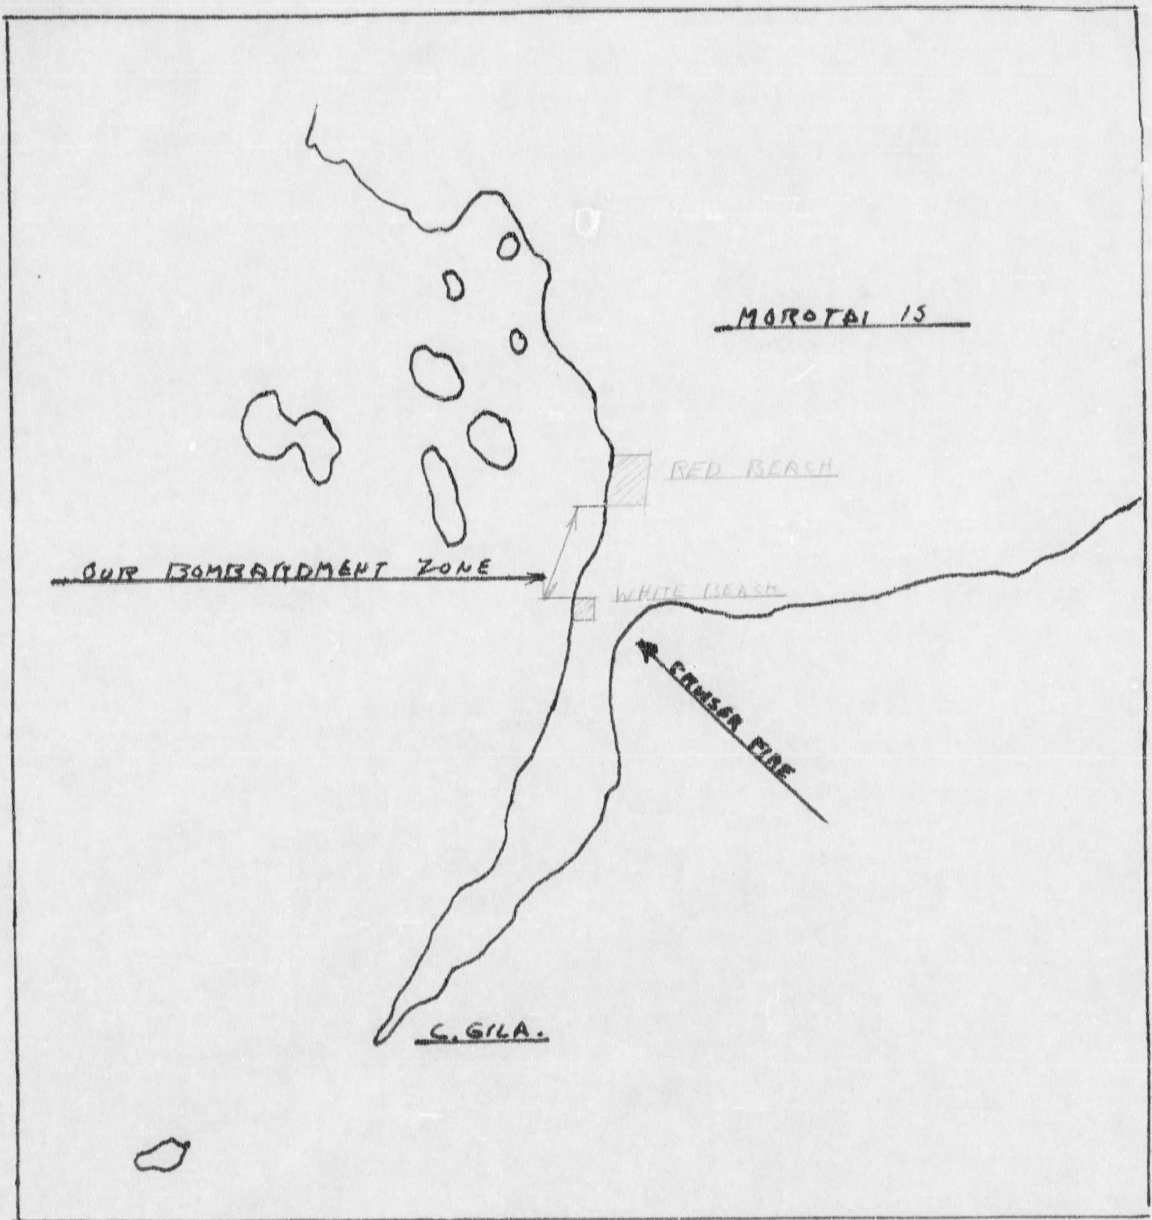 MOROTAI IS
RED BEACH
OUR BOMBARDMENT ZONE
WHITE BEACH
CRUISER FIRE
C. GILA.